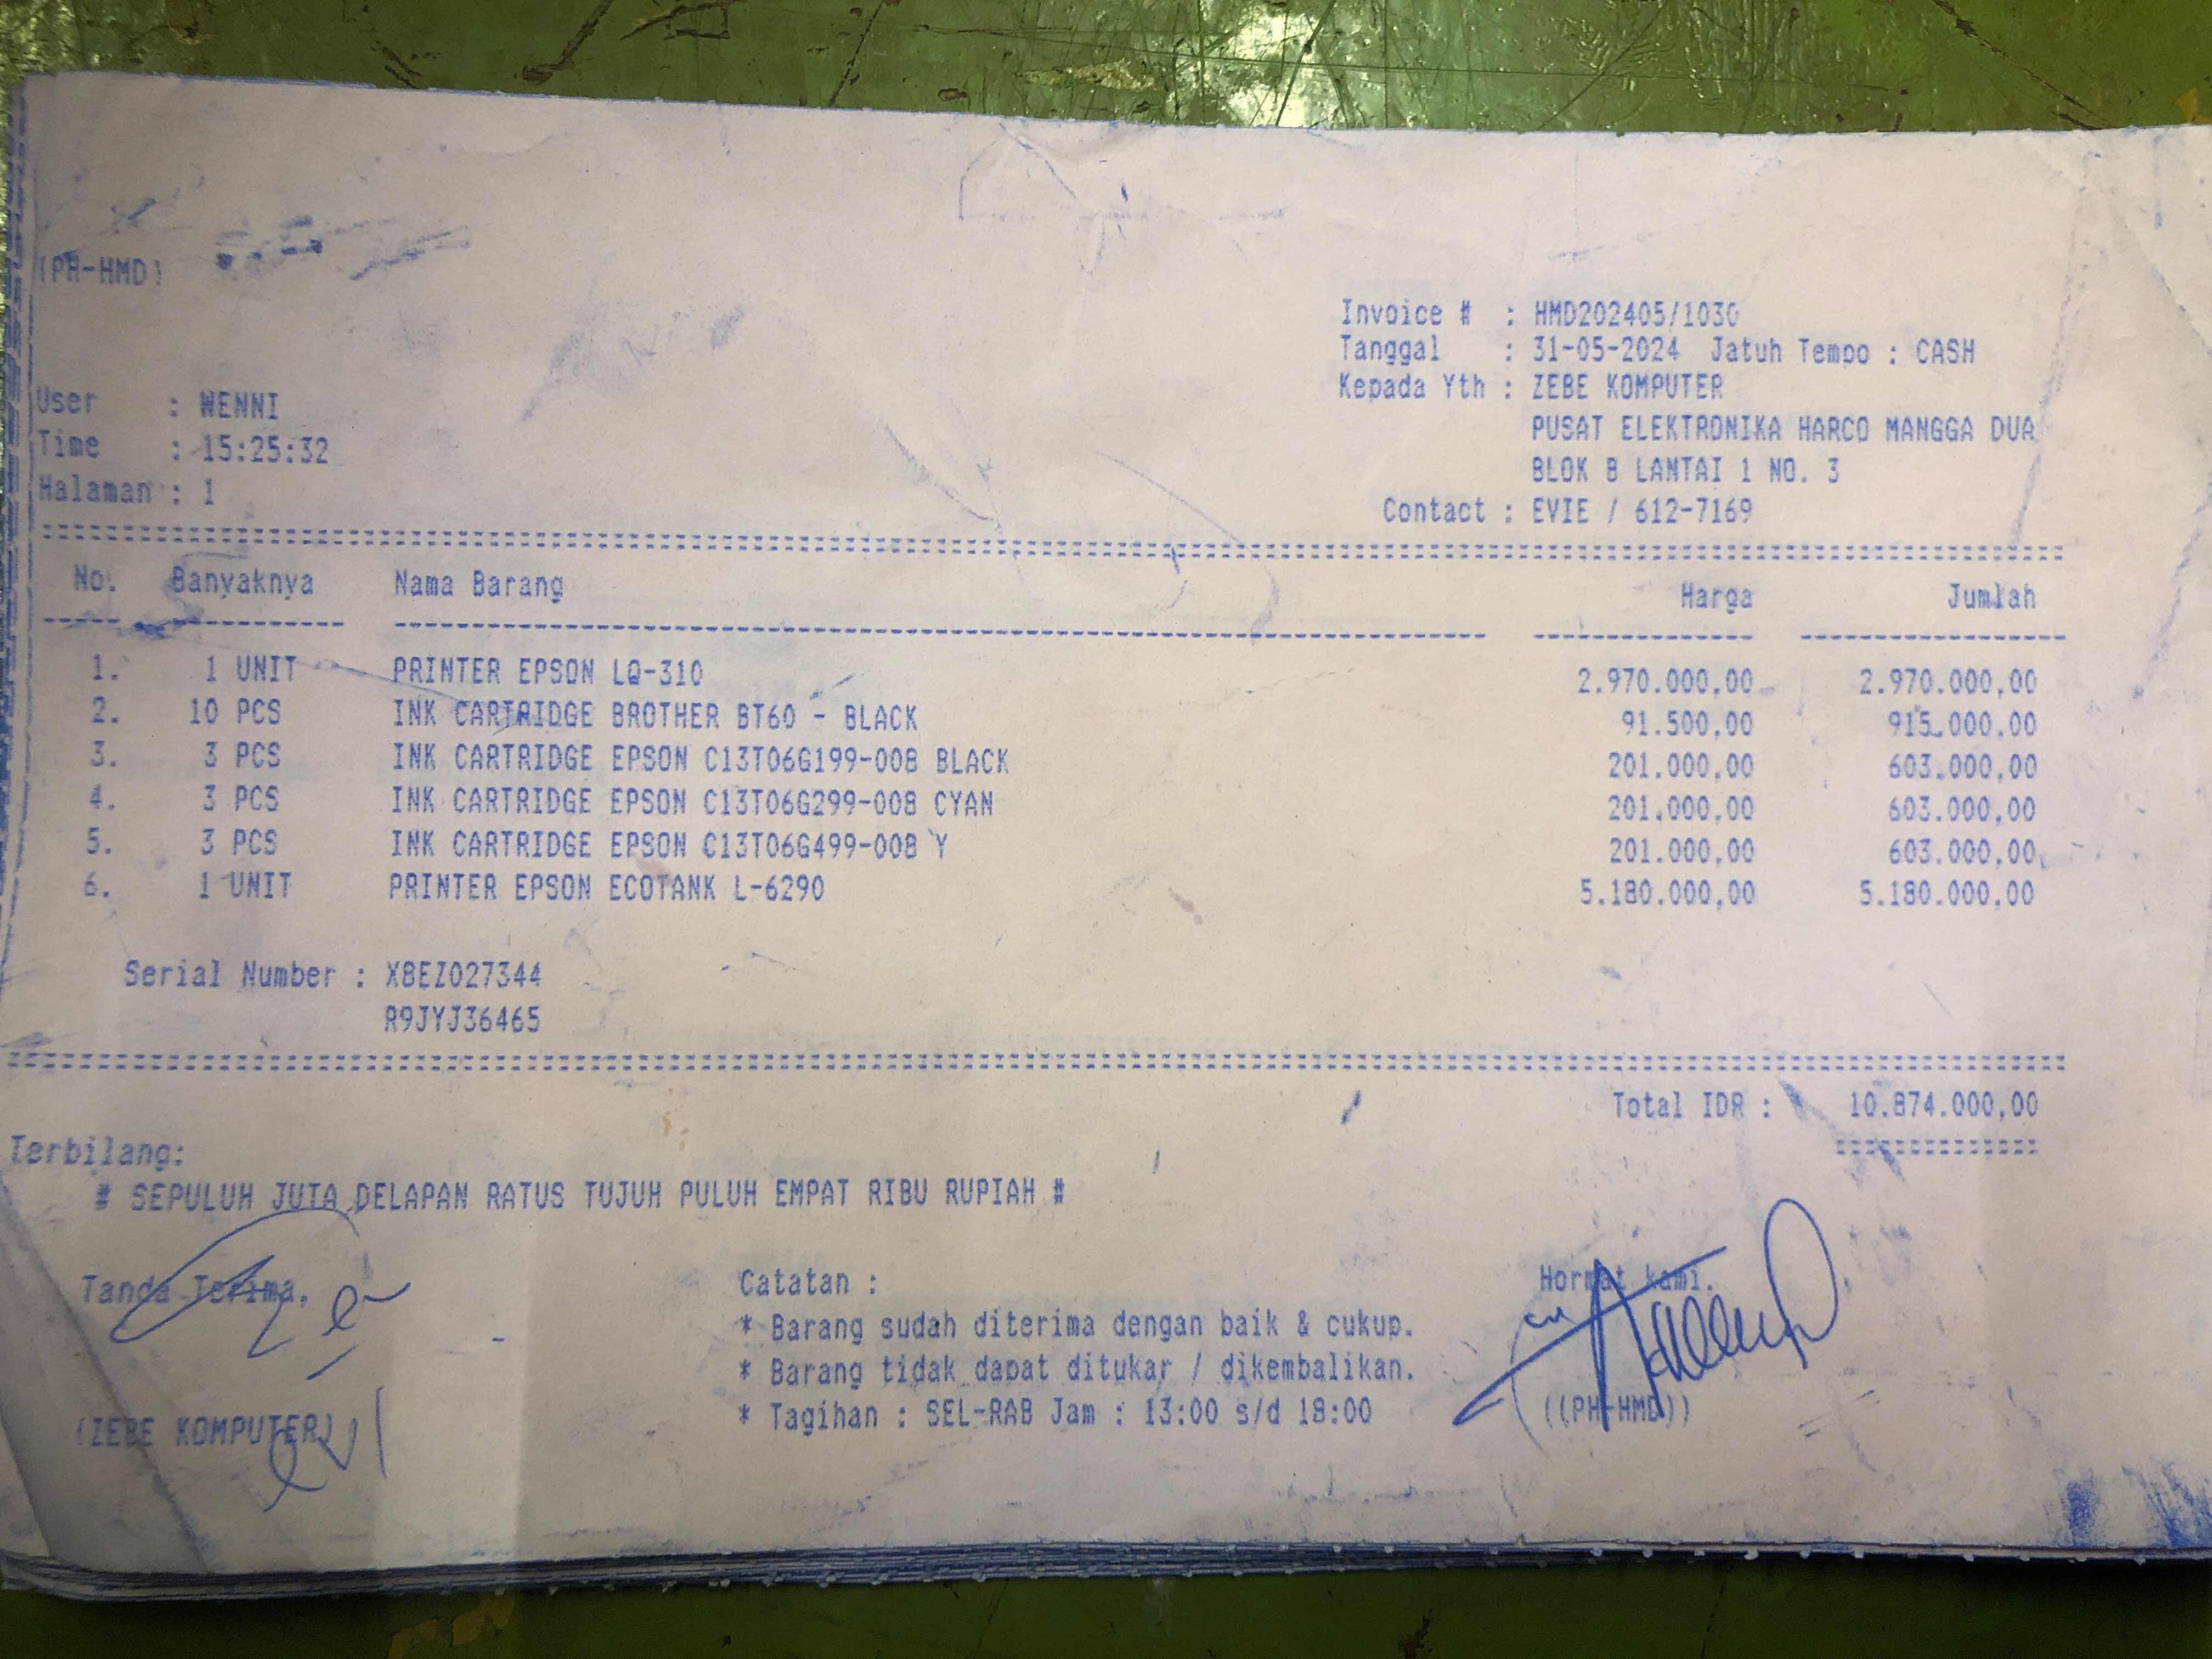 (PH-HMD)
Invoice # : HMD202405/1030
Tanggal : 31-05-2024 Jatuh Tempo : CASH
User : WENNI
Kepada Yth : ZEBE KOMPUTER
Time : 15:25:32
PUSAT ELEKTRONIKA HARCO MANGGA DUA
Halaman : 1
BLOK B LANTAI 1 NO. 3
Contact : EVIE / 612-7169
No. Banyaknya Nama Barang Harga Jumlah
1. 1 UNIT PRINTER EPSON LQ-310 2.970.000,00 2.970.000,00
2. 10 PCS INK CARTRIDGE BROTHER BT60 - BLACK 91.500,00 915.000,00
3. 3 PCS INK CARTRIDGE EPSON C13T06G199-008 BLACK 201.000,00 603.000,00
4. 3 PCS INK CARTRIDGE EPSON C13T06G299-008 CYAN 201.000,00 603.000,00
5. 3 PCS INK CARTRIDGE EPSON C13T06G499-008 Y 201.000,00 603.000,00
6. 1 UNIT PRINTER EPSON ECOTANK L-6290 5.180.000,00 5.180.000,00
Serial Number : X8EZ027344
R9JYJ36465
Total IDR : 10.874.000,00
Terbilang:
# SEPULUH JUTA DELAPAN RATUS TUJUH PULUH EMPAT RIBU RUPIAH #
Tanda Terima,
Catatan :
Hormat kami,
* Barang sudah diterima dengan baik & cukup.
* Barang tidak dapat ditukar / dikembalikan.
* Tagihan : SEL-RAB Jam : 13:00 s/d 18:00
(ZEBE KOMPUTER)
((PH-HMD))